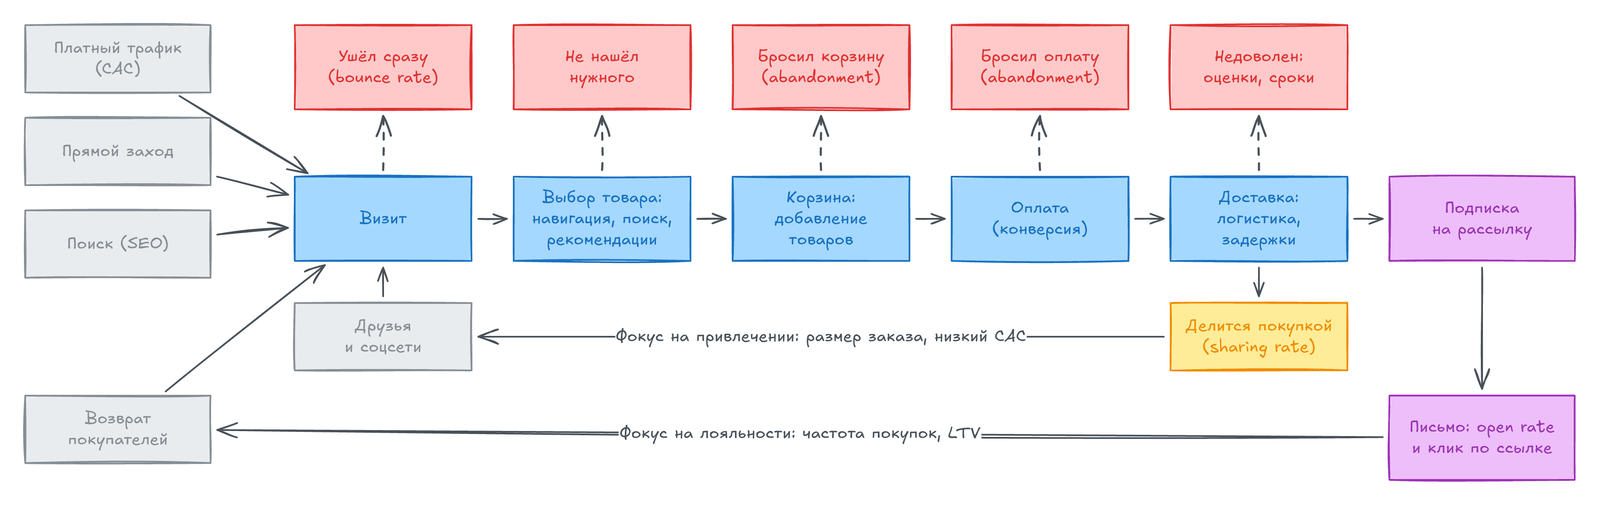 Платный трафик
(CAC)
Ушёл сразу
(bounce rate)
Не нашёл
нужного
Бросил корзину
(abandonment)
Бросил оплату
(abandonment)
Недоволен:
оценки, сроки
Прямой заход
Поиск (SEO)
Визит
Выбор товара:
навигация, поиск,
рекомендации
Корзина:
добавление
товаров
Оплата
(конверсия)
Доставка:
логистика,
задержки
Подписка
на рассылку
Друзья
и соцсети
Фокус на привлечении: размер заказа, низкий CAC
Делится покупкой
(sharing rate)
Возврат
покупателей
Фокус на лояльности: частота покупок, LTV
Письмо: open rate
и клик по ссылке